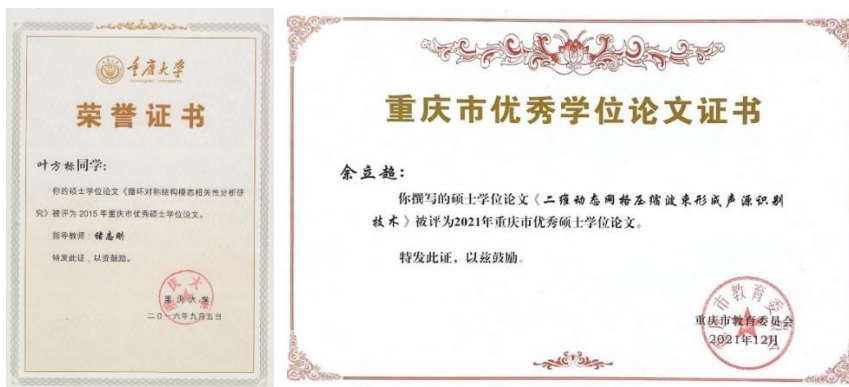 重庆大学
荣誉证书
叶方标同学:
你的硕士学位论文《循环对称结构模态相关性分析研
究》被评为 2015 年重庆市优秀硕士学位论文。
指导教师:褚志刚
特发此证,以资鼓励。
重庆大学
二〇一六年九月五日
重庆市优秀学位论文证书
余立超:
你撰写的硕士学位论文《二维动态网格压缩波束形成声源识别
技术》被评为2021年重庆市优秀硕士学位论文。
特发此证,以兹鼓励。
重庆市教育委员会
2021年12月